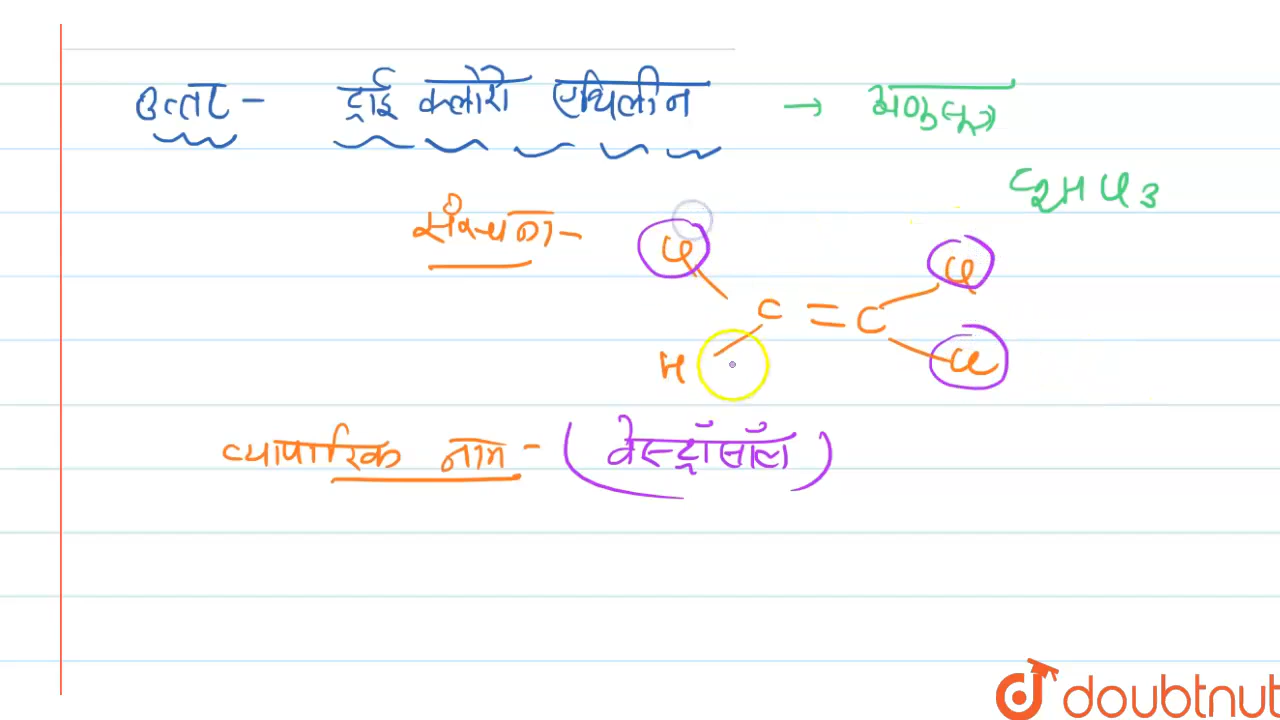 उत्तर - ट्राई क्लोरो एथिलीन → अणुसूत्र
C2HCl3
संरचना - Cl Cl
C = C
H Cl
व्यापारिक नाम - (वेस्ट्रॉसॉल)
doubtnut